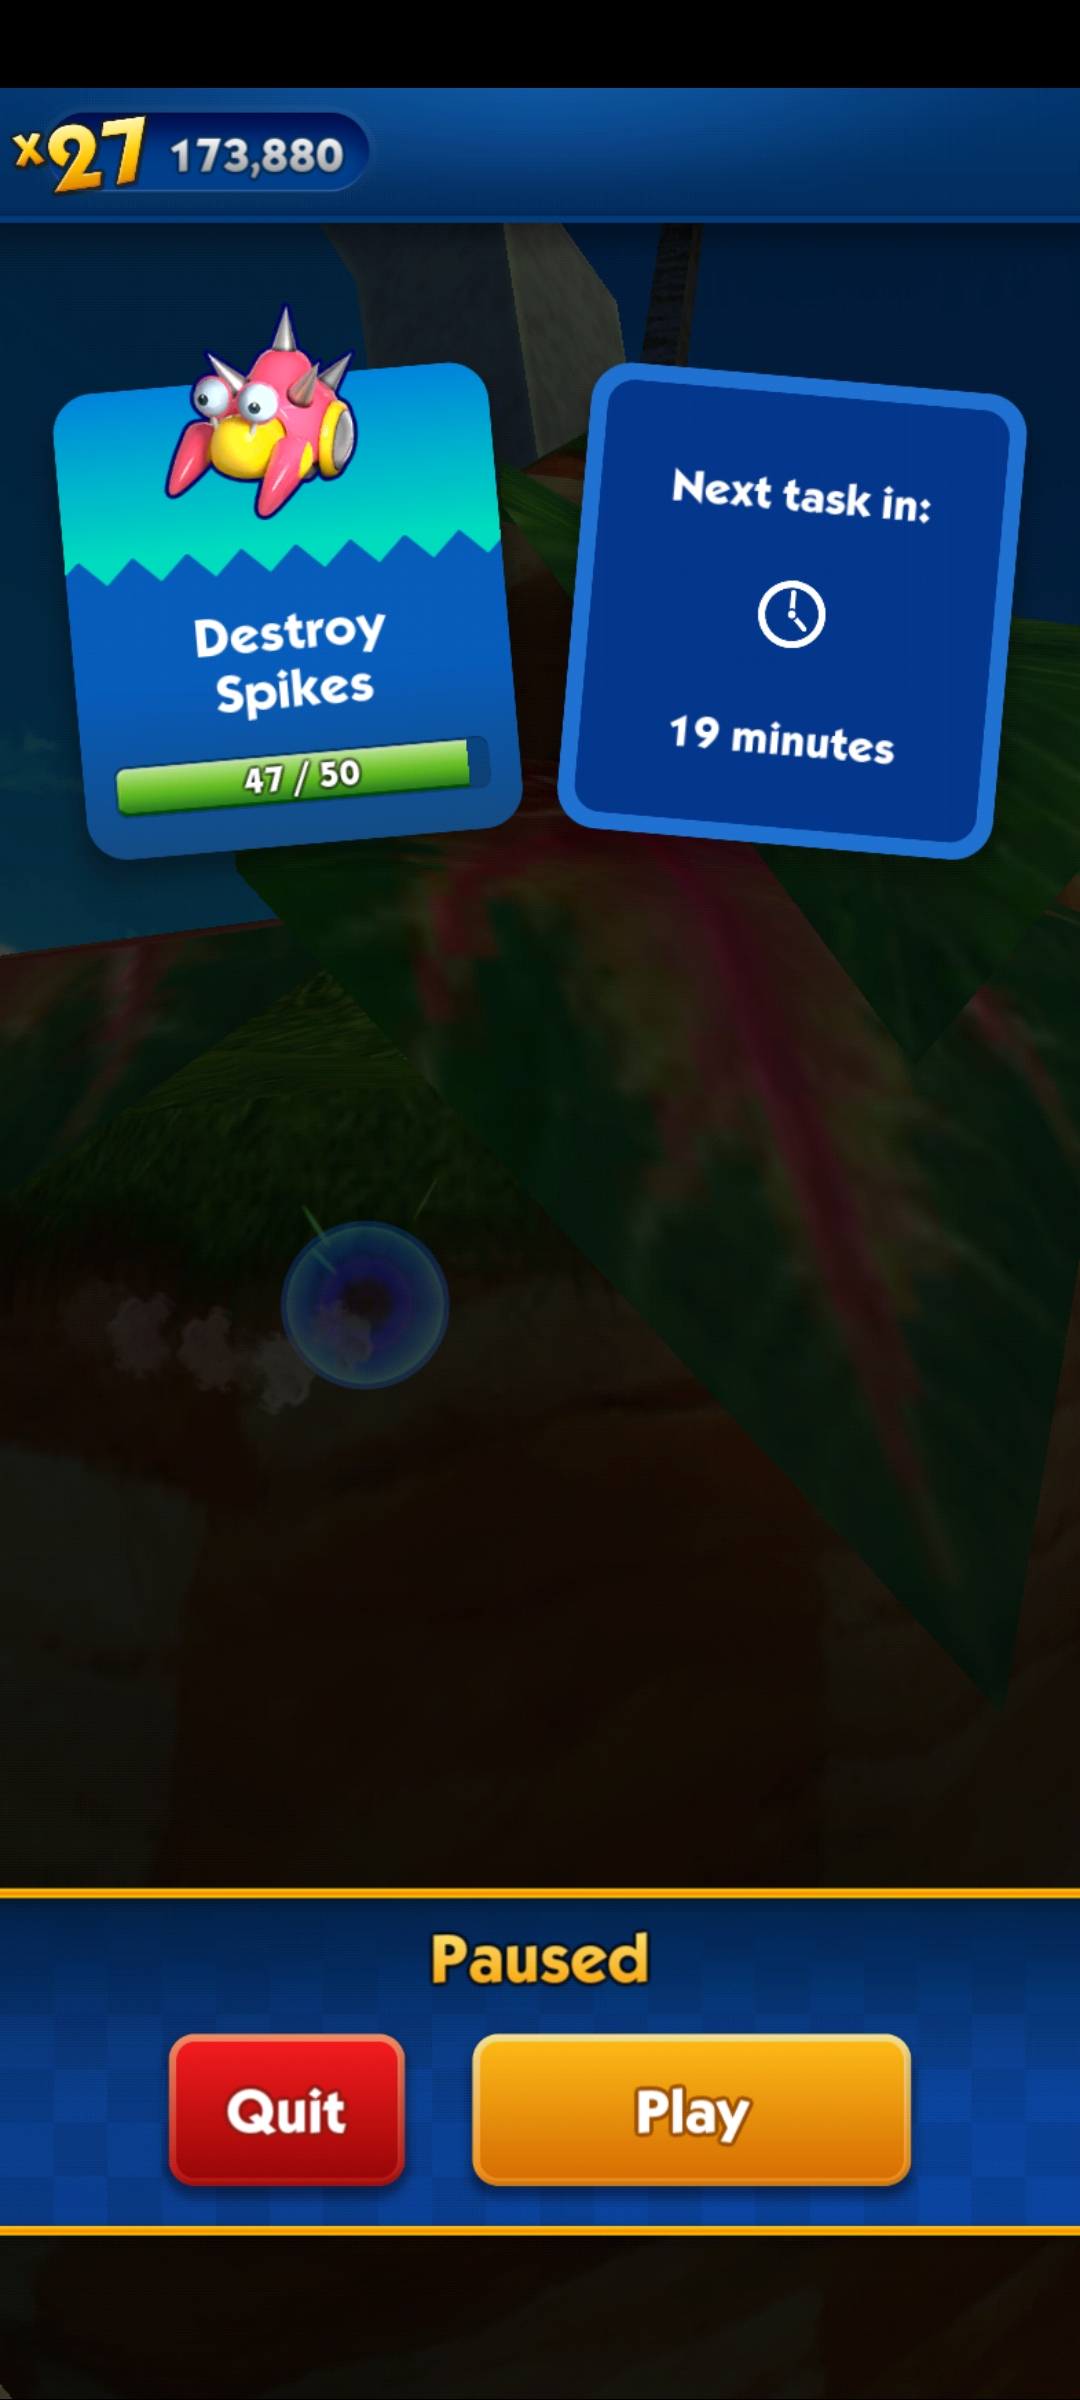 x27 173,880
Destroy
Spikes
47 / 50
Next task in:
19 minutes
Paused
Quit
Play